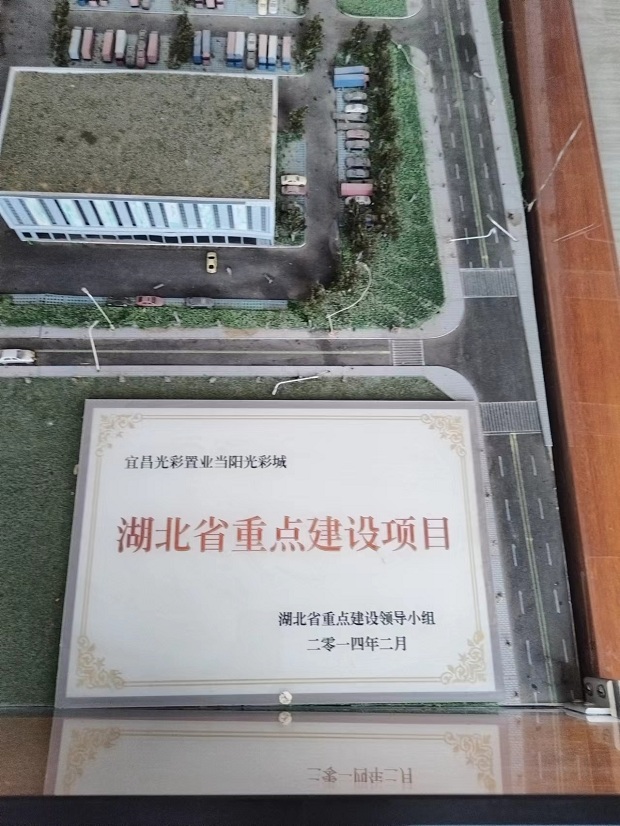 宜昌光彩置业当阳光彩城
湖北省重点建设项目
湖北省重点建设领导小组
二零一四年二月